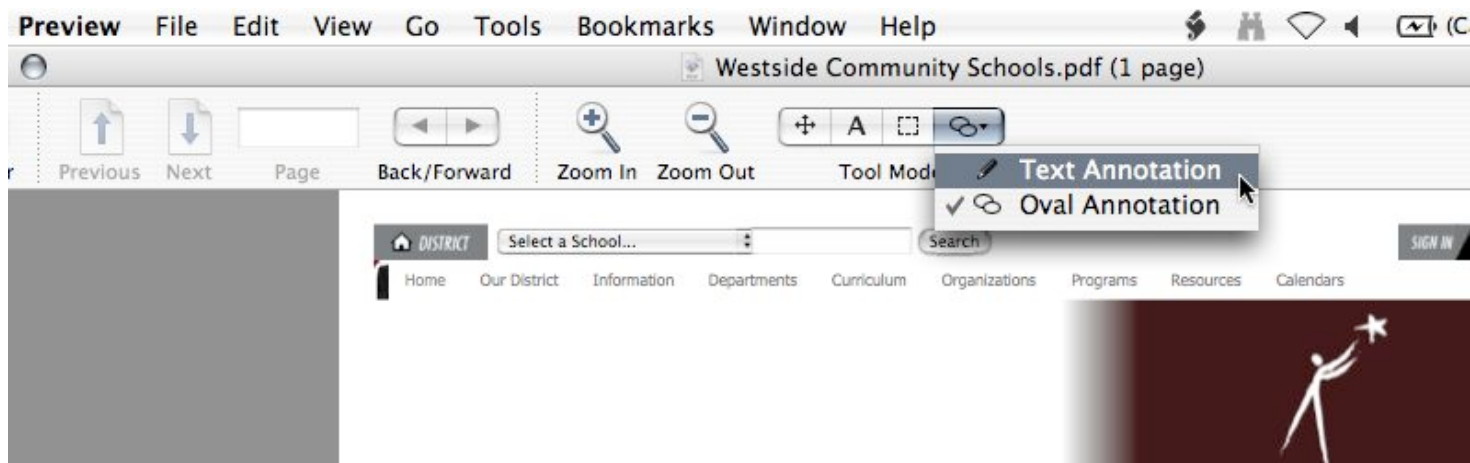 Preview File Edit View Go Tools Bookmarks Window Help (C
Westside Community Schools.pdf (1 page)
A
r Previous Next Page Back/Forward Zoom In Zoom Out Tool Mod
Text Annotation
Oval Annotation
DISTRICT Select a School... Search SIGN IN
Home Our District Information Departments Curriculum Organizations Programs Resources Calendars